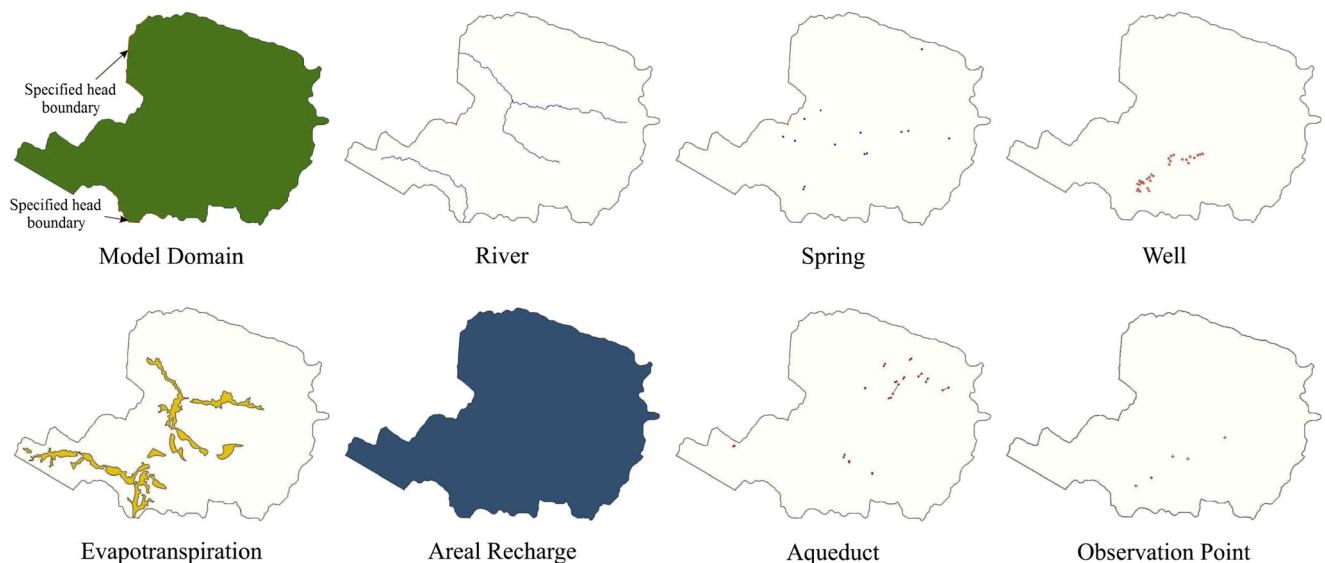 Specified head
boundary
Specified head
boundary
Model Domain
River
Spring
Well
Evapotranspiration
Areal Recharge
Aqueduct
Observation Point